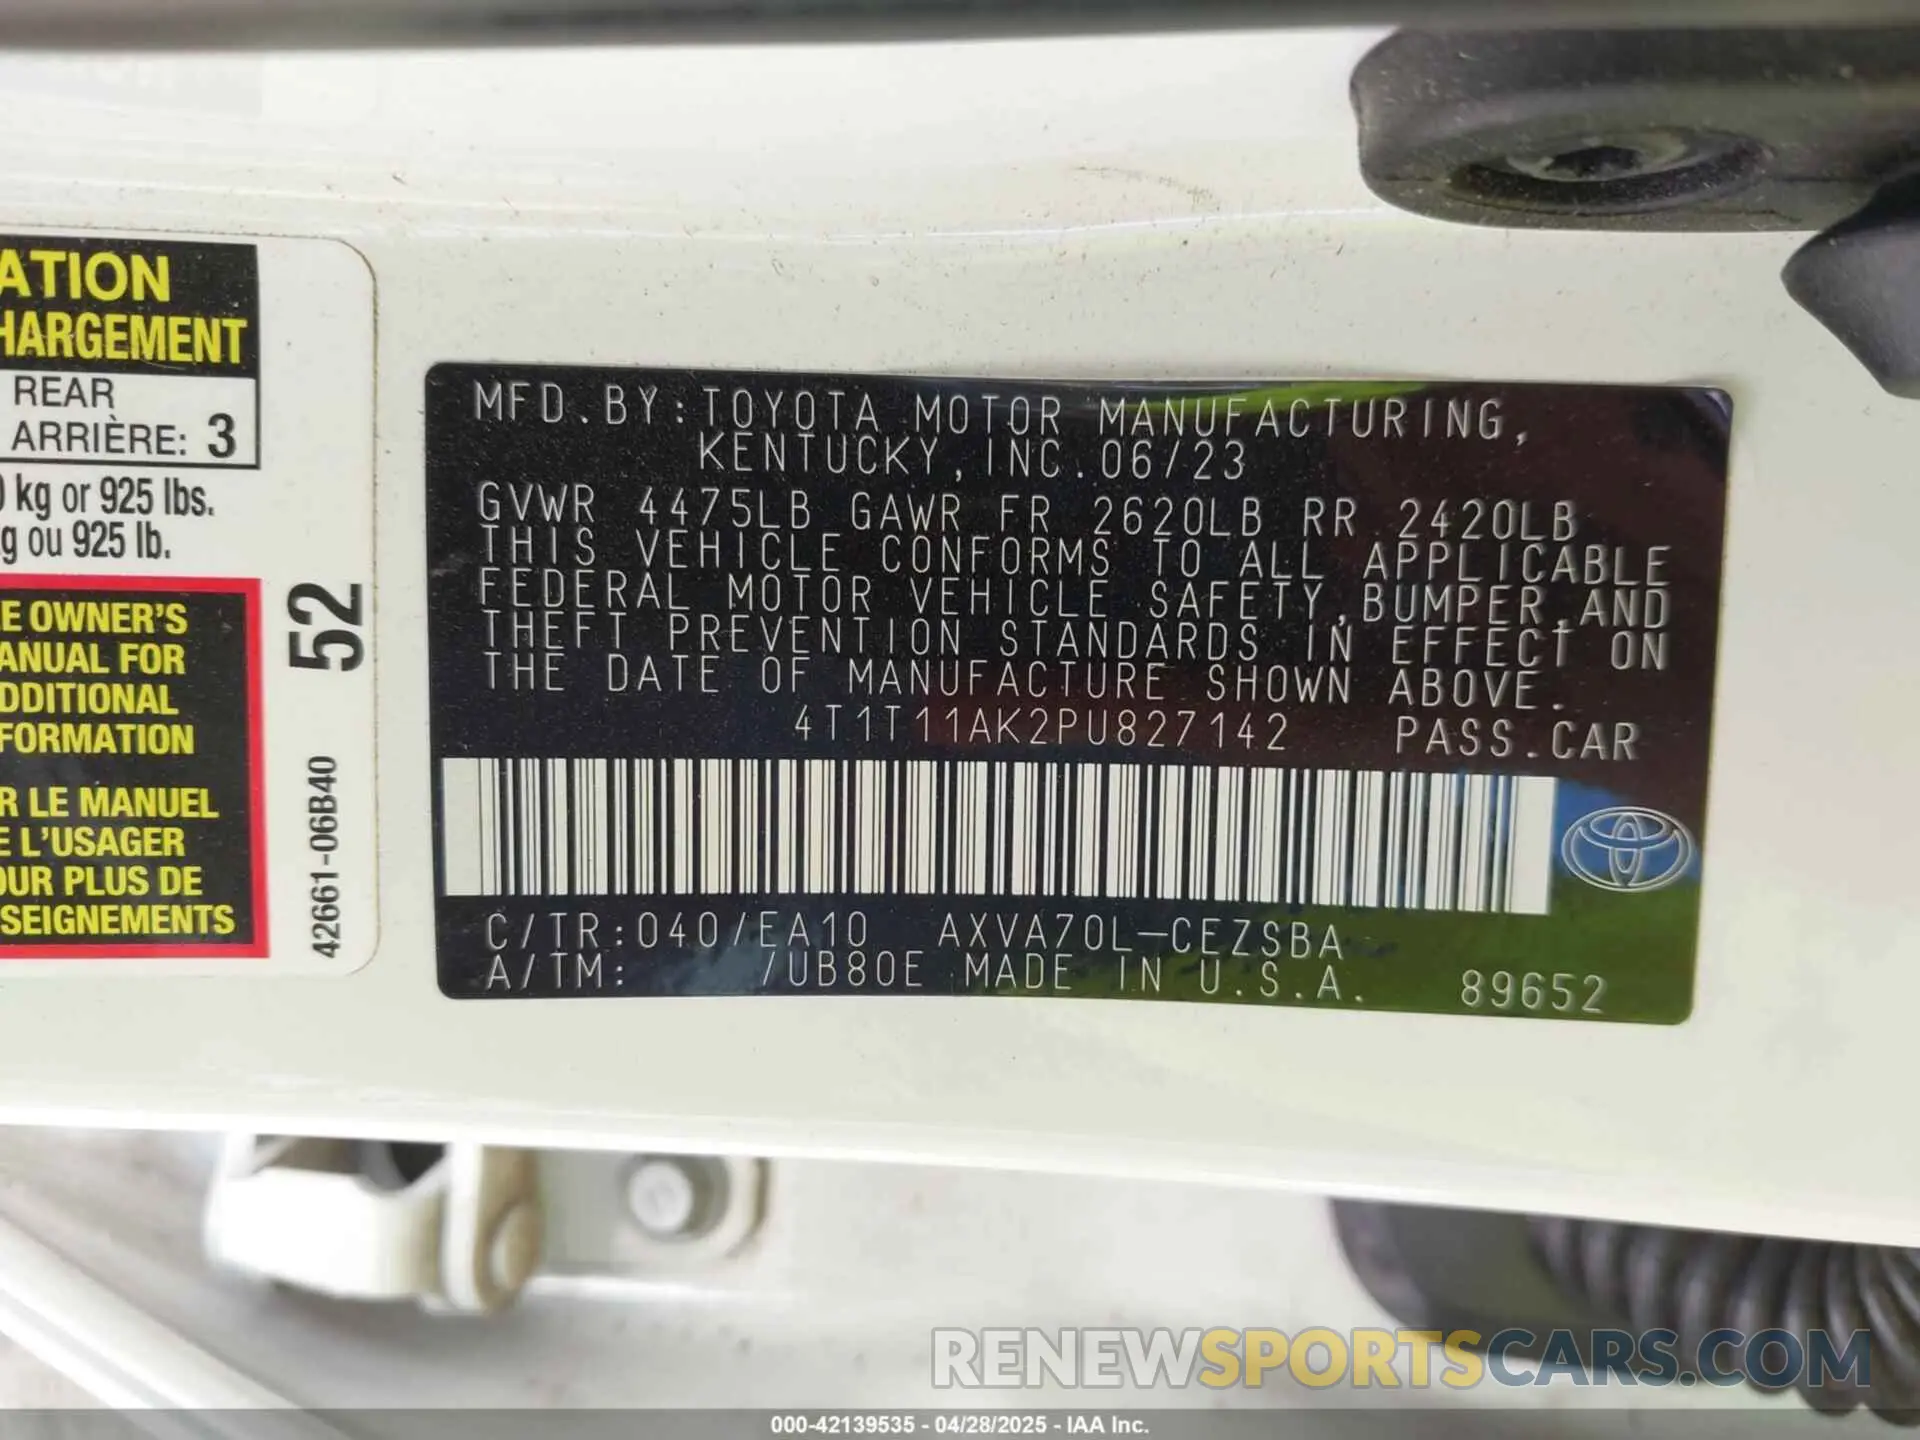 ATION
HARGEMENT
REAR
ARRIÈRE: 3
kg or 925 lbs.
g ou 925 lb.
E OWNER'S
ANUAL FOR
DDITIONAL
FORMATION
R LE MANUEL
E L'USAGER
OUR PLUS DE
SEIGNEMENTS
52
42661-06B40
MFD.BY:TOYOTA MOTOR MANUFACTURING,
KENTUCKY,INC.06/23
GVWR 4475LB GAWR FR 2620LB RR 2420LB
THIS VEHICLE CONFORMS TO ALL APPLICABLE
FEDERAL MOTOR VEHICLE SAFETY,BUMPER,AND
THEFT PREVENTION STANDARDS IN EFFECT ON
THE DATE OF MANUFACTURE SHOWN ABOVE.
4T1T11AK2PU827142 PASS.CAR
C/TR:040/EA10 AXVA70L-CEZSBA
A/TM: /UB80E MADE IN U.S.A. 89652
RENEWSPORTSCARS.COM
000-42139535 - 04/28/2025 - IAA Inc.